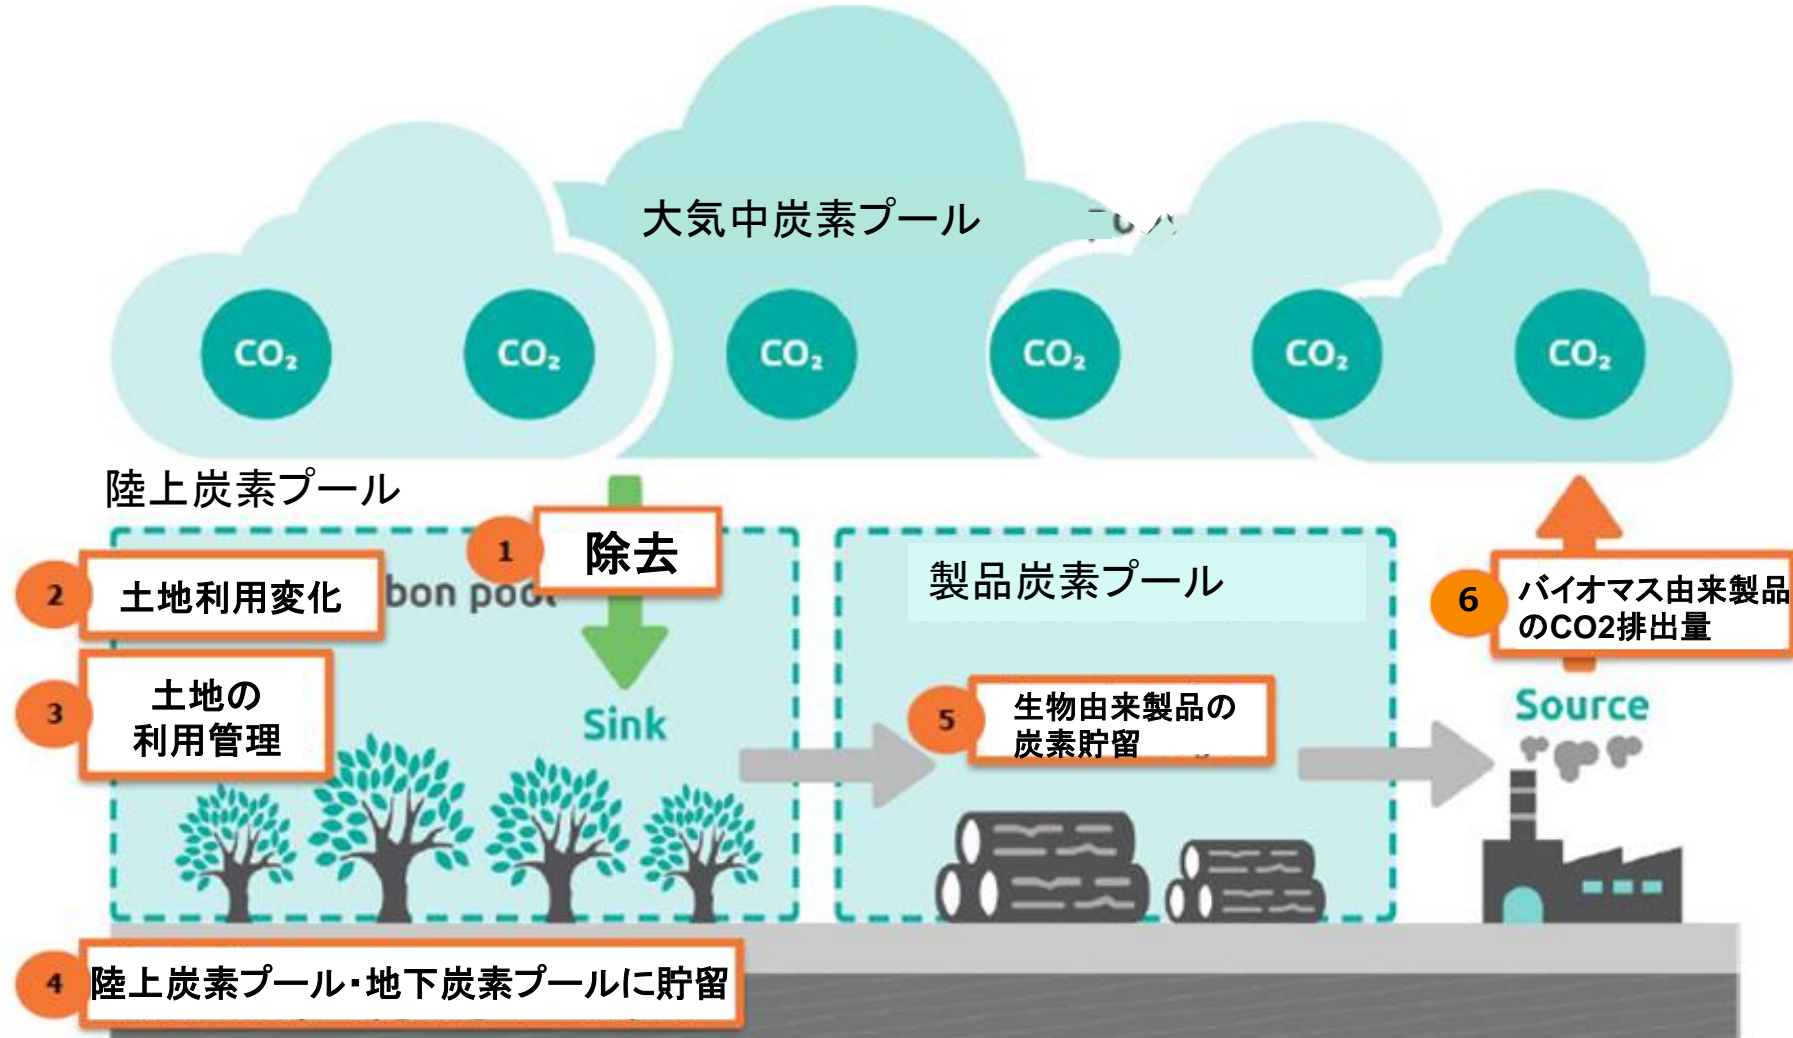 大気中炭素プール
CO₂
CO₂
CO₂
CO₂
CO₂
CO₂
陸上炭素プール
1
除去
2
土地利用変化
bon pool
3
土地の
利用管理
Sink
製品炭素プール
5
生物由来製品の
炭素貯留
6
バイオマス由来製品
のCO2排出量
Source
4
陸上炭素プール・地下炭素プールに貯留